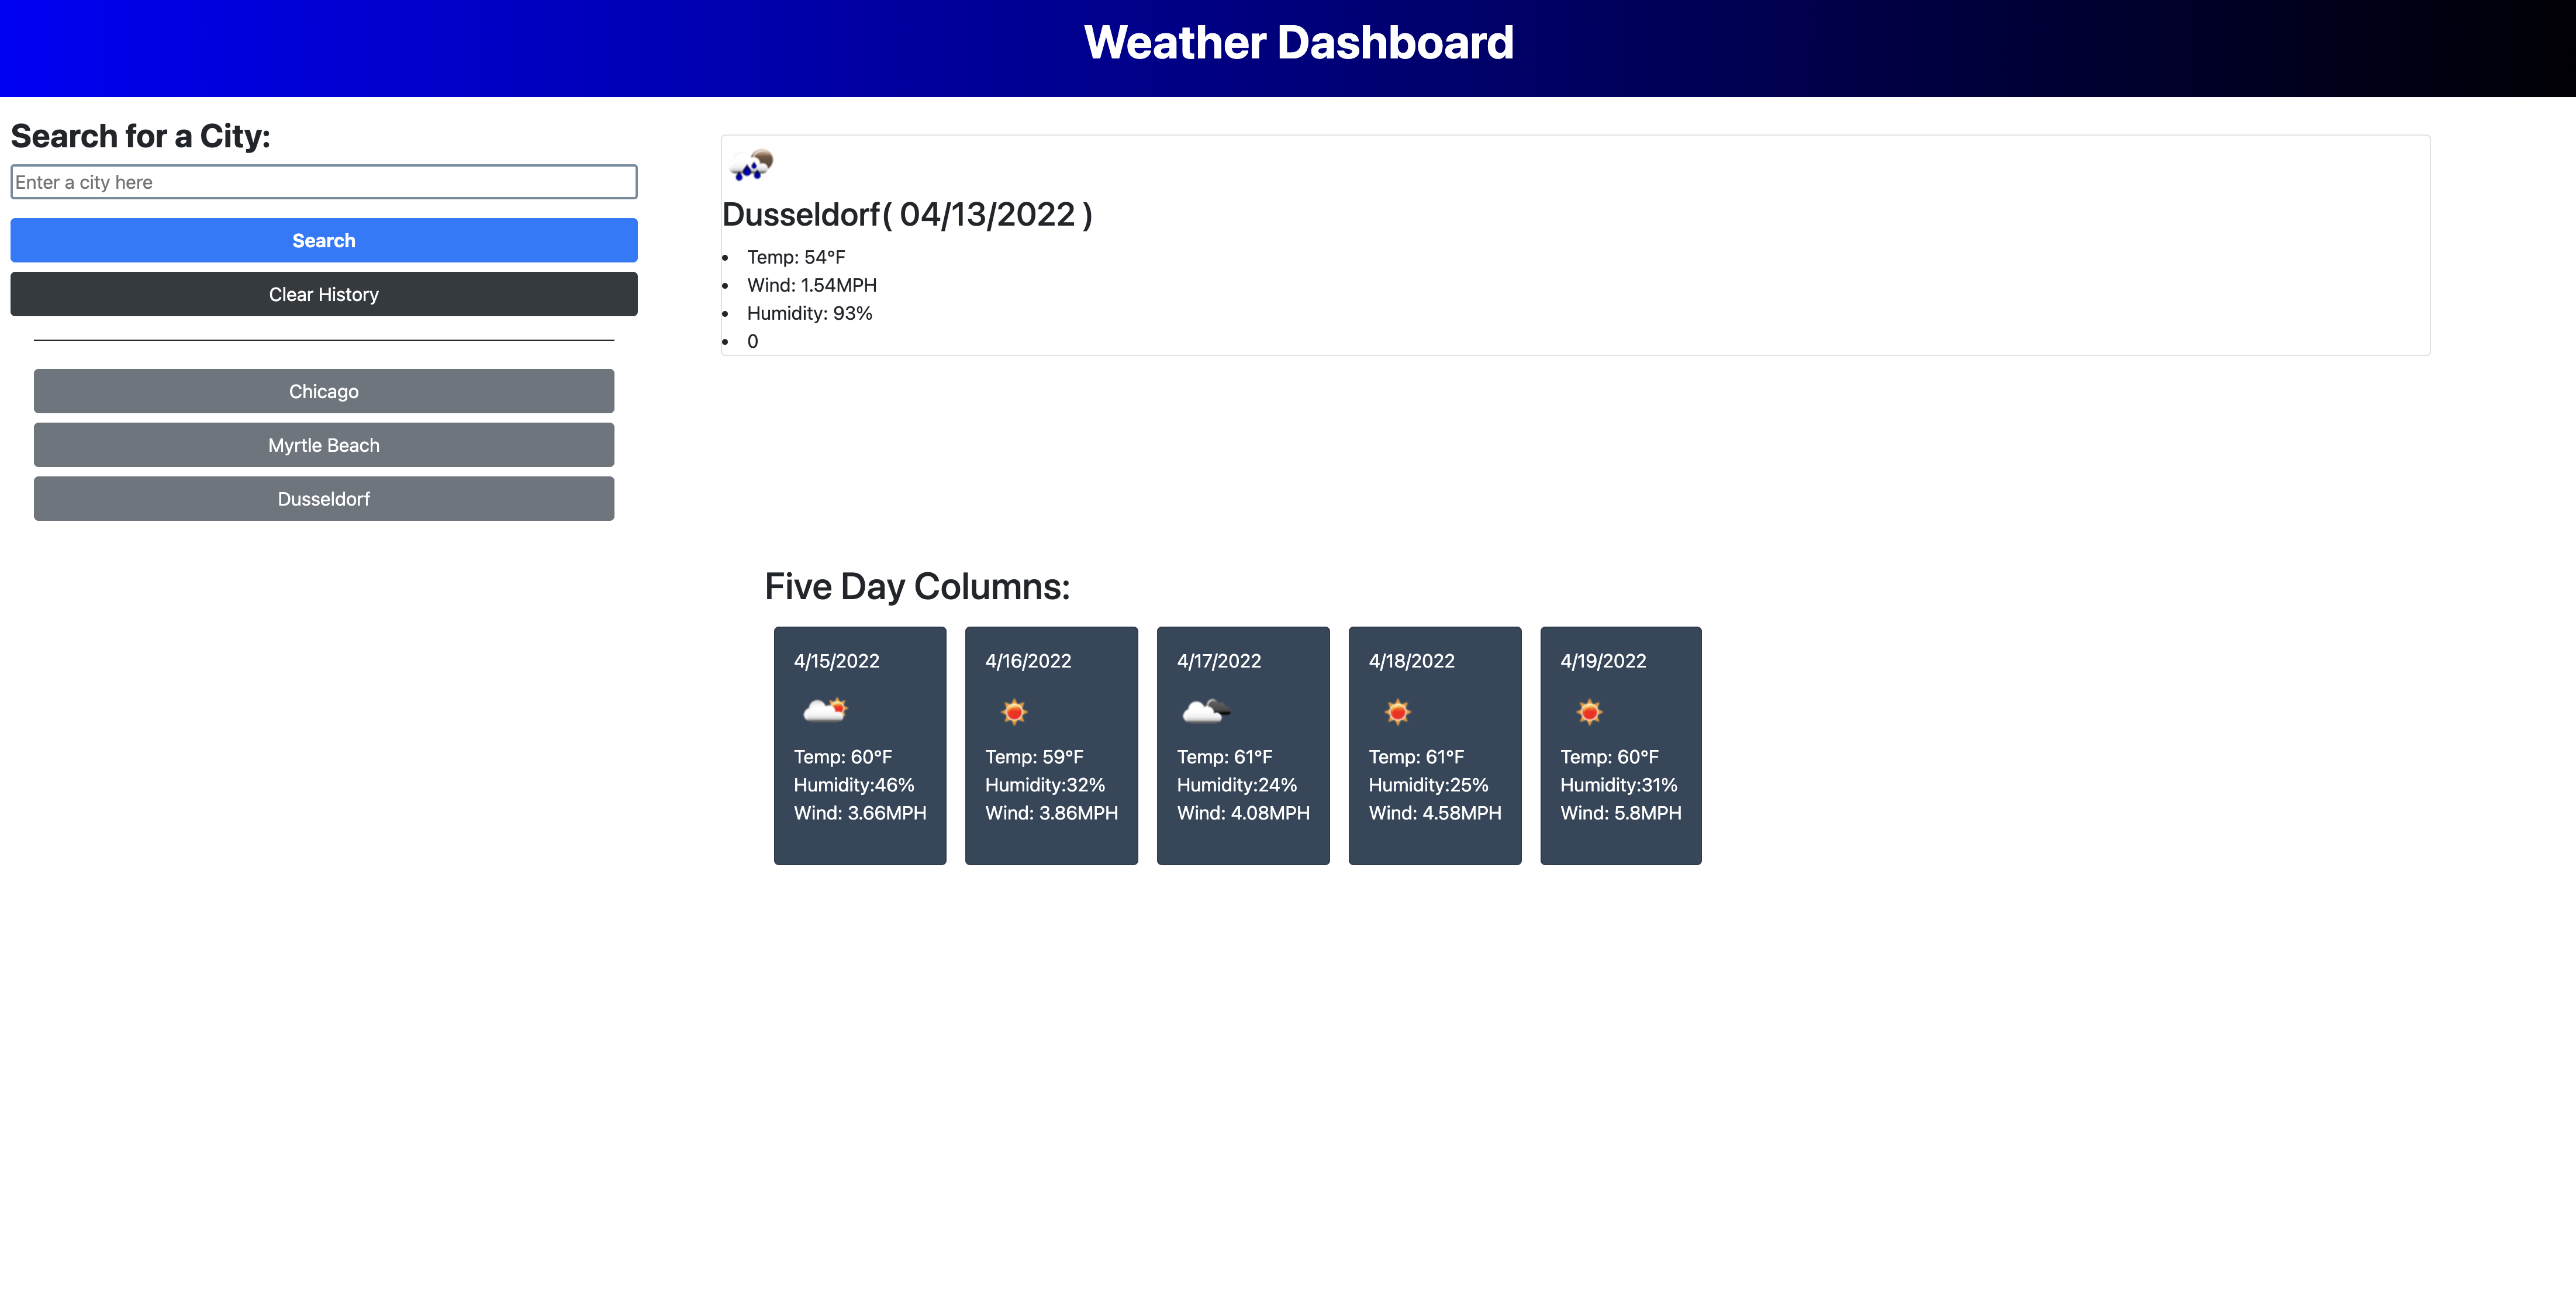 Weather Dashboard
Search for a City:
Enter a city here
Search
Clear History
Chicago
Myrtle Beach
Dusseldorf
Dusseldorf( 04/13/2022 )
Temp: 54°F
Wind: 1.54MPH
Humidity: 93%
0
Five Day Columns:
4/15/2022
Temp: 60°F
Humidity:46%
Wind: 3.66MPH
4/16/2022
Temp: 59°F
Humidity:32%
Wind: 3.86MPH
4/17/2022
Temp: 61°F
Humidity:24%
Wind: 4.08MPH
4/18/2022
Temp: 61°F
Humidity:25%
Wind: 4.58MPH
4/19/2022
Temp: 60°F
Humidity:31%
Wind: 5.8MPH